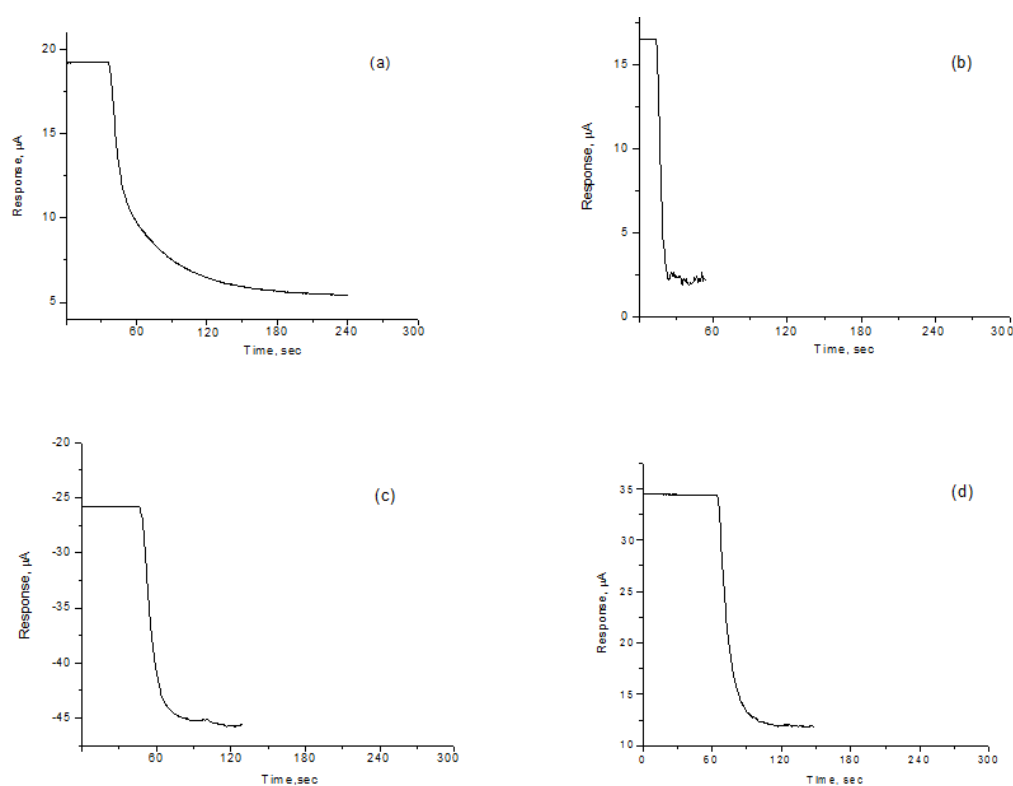 (a)
20
15
10
5
Response, µA
60 120 180 240 300
Time, sec
(b)
15
10
5
0
Response, µA
60 120 180 240 300
Time, sec
(c)
-20
-25
-30
-35
-40
-45
Response, µA
60 120 180 240 300
Time,sec
(d)
35
30
25
20
15
10
Response, µA
0 60 120 180 240 300
Time, sec